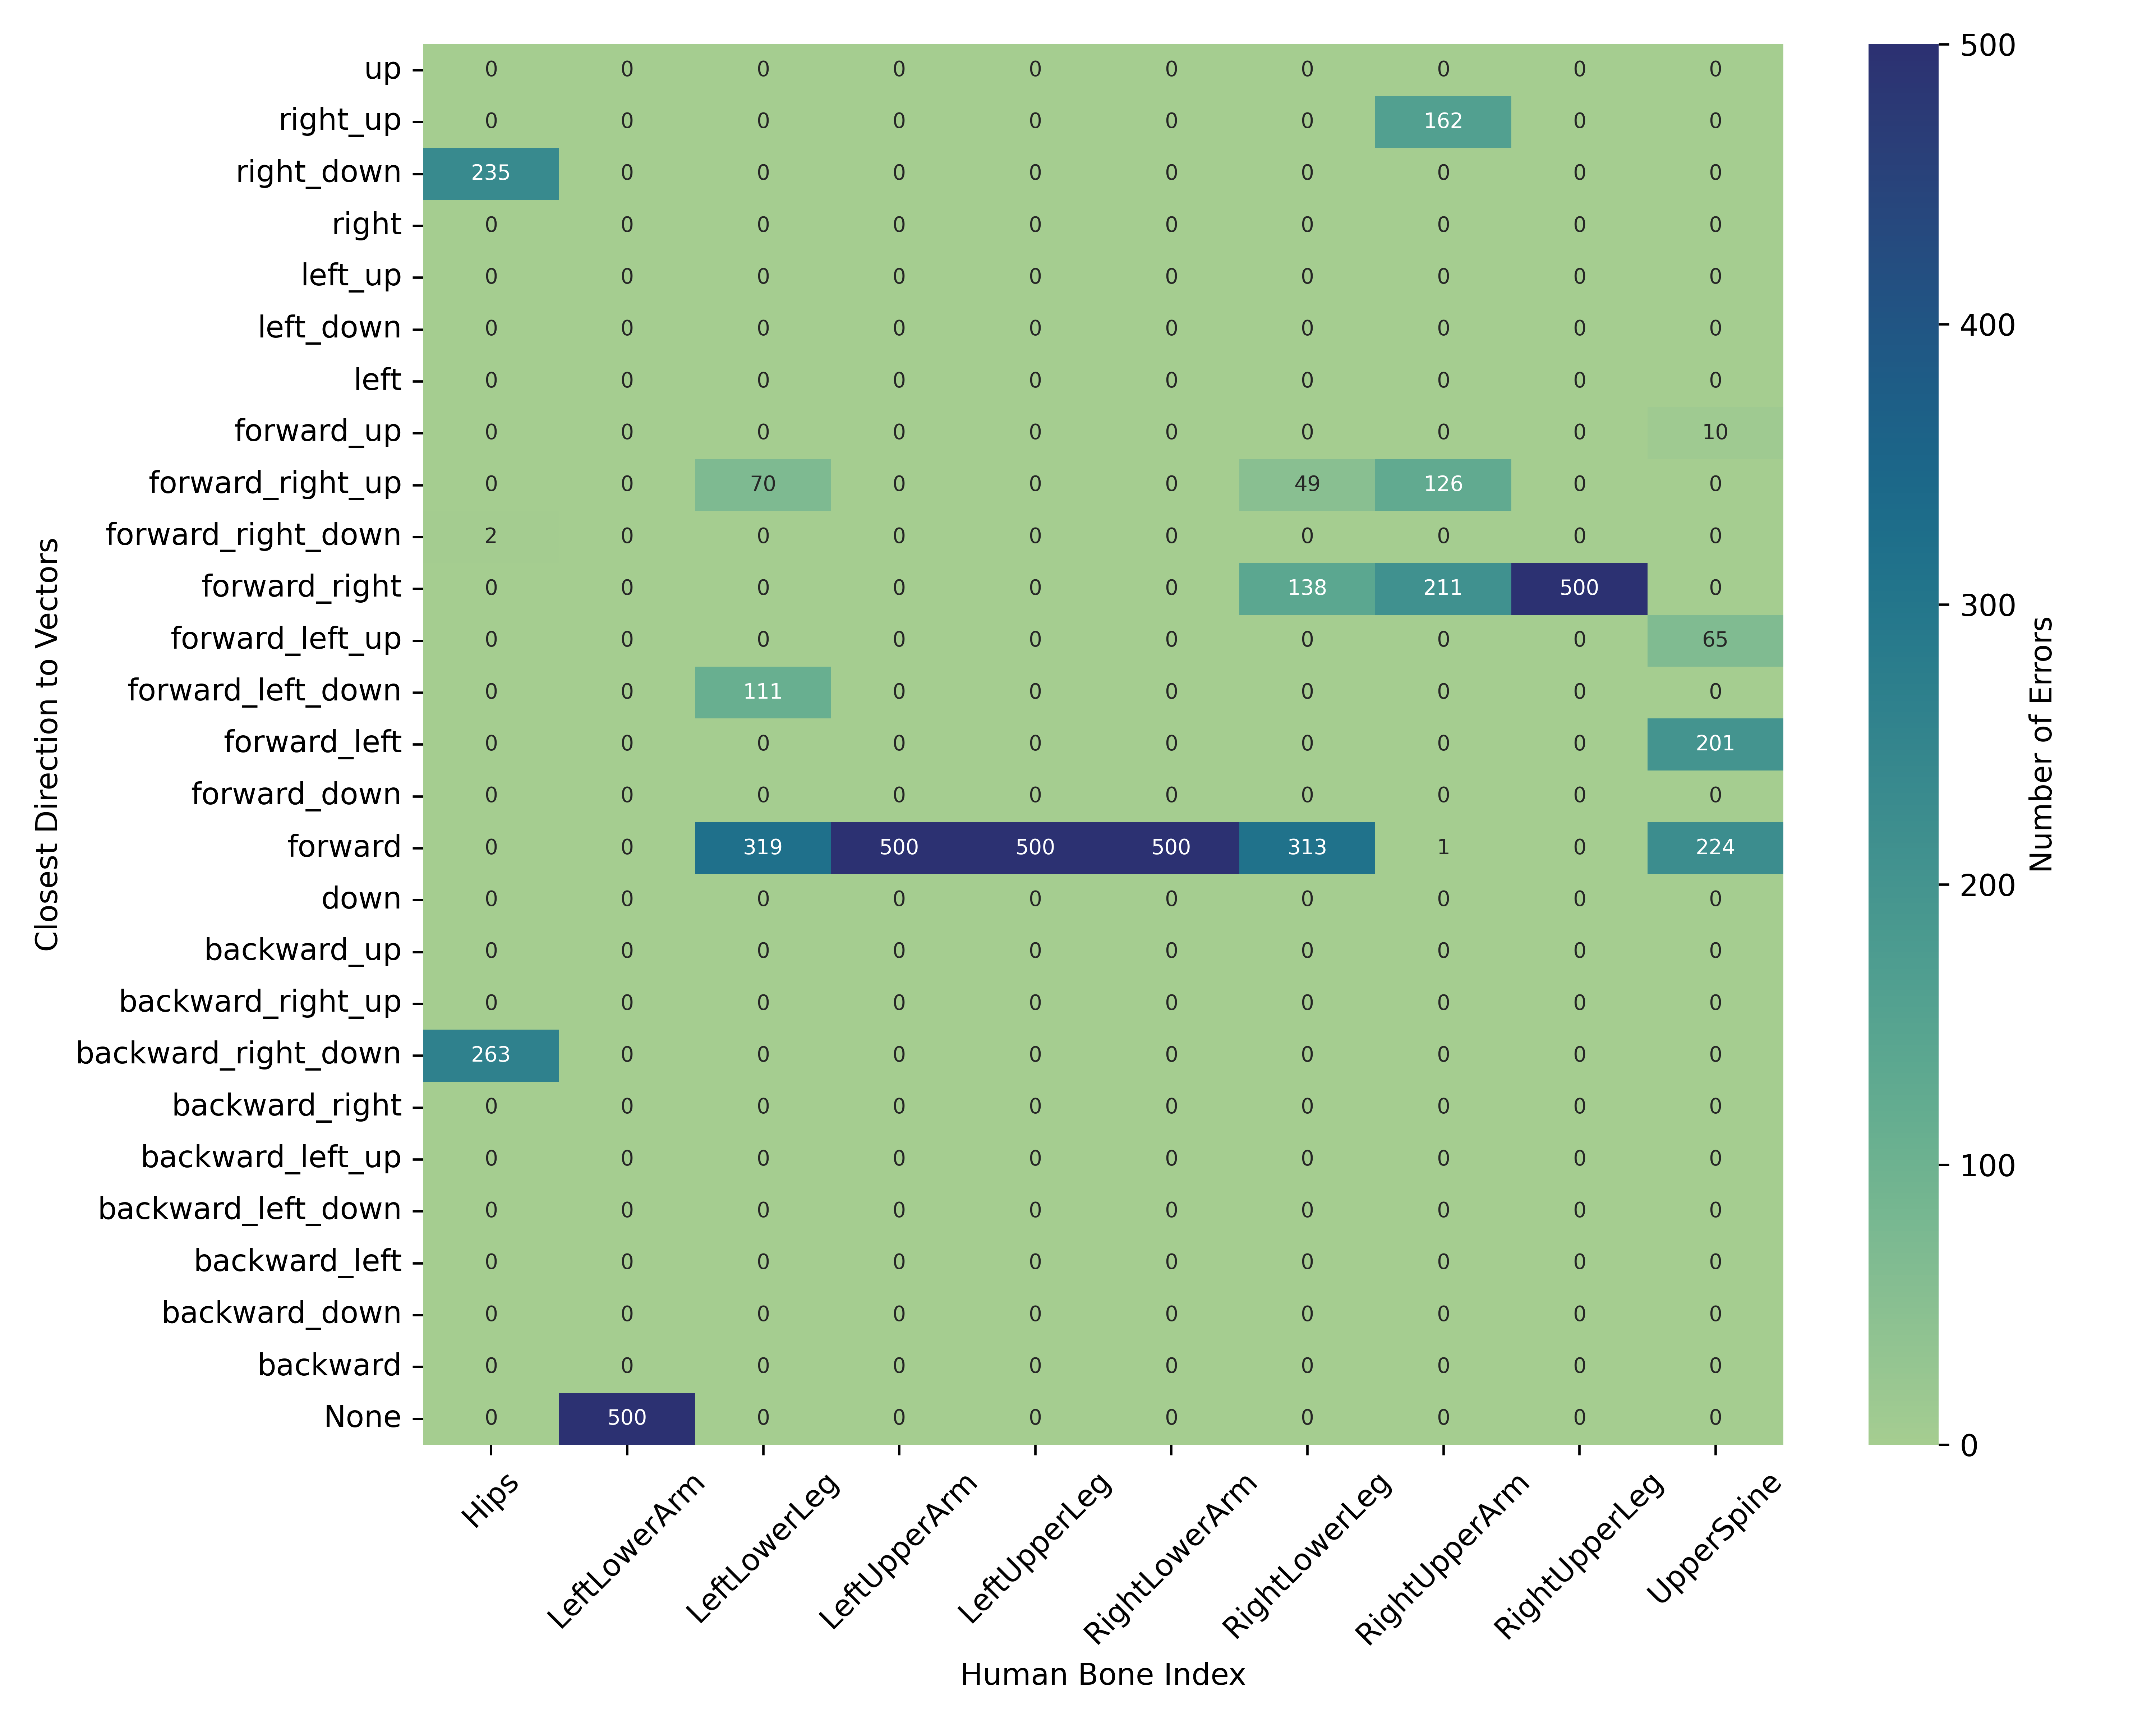 up 0 0 0 0 0 0 0 0 0 0
right_up 0 0 0 0 0 0 0 162 0 0
right_down 235 0 0 0 0 0 0 0 0 0
right 0 0 0 0 0 0 0 0 0 0
left_up 0 0 0 0 0 0 0 0 0 0
left_down 0 0 0 0 0 0 0 0 0 0
left 0 0 0 0 0 0 0 0 0 0
forward_up 0 0 0 0 0 0 0 0 0 10
forward_right_up 0 0 70 0 0 0 49 126 0 0
forward_right_down 2 0 0 0 0 0 0 0 0 0
forward_right 0 0 0 0 0 0 138 211 500 0
forward_left_up 0 0 0 0 0 0 0 0 0 65
forward_left_down 0 0 111 0 0 0 0 0 0 0
forward_left 0 0 0 0 0 0 0 0 0 201
forward_down 0 0 0 0 0 0 0 0 0 0
forward 0 0 319 500 500 500 313 1 0 224
down 0 0 0 0 0 0 0 0 0 0
backward_up 0 0 0 0 0 0 0 0 0 0
backward_right_up 0 0 0 0 0 0 0 0 0 0
backward_right_down 263 0 0 0 0 0 0 0 0 0
backward_right 0 0 0 0 0 0 0 0 0 0
backward_left_up 0 0 0 0 0 0 0 0 0 0
backward_left_down 0 0 0 0 0 0 0 0 0 0
backward_left 0 0 0 0 0 0 0 0 0 0
backward_down 0 0 0 0 0 0 0 0 0 0
backward 0 0 0 0 0 0 0 0 0 0
None 0 500 0 0 0 0 0 0 0 0
Hips LeftLowerArm LeftLowerLeg LeftUpperArm LeftUpperLeg RightLowerArm RightLowerLeg RightUpperArm RightUpperLeg UpperSpine
Human Bone Index
Closest Direction to Vectors
500
400
300
200
100
0
Number of Errors